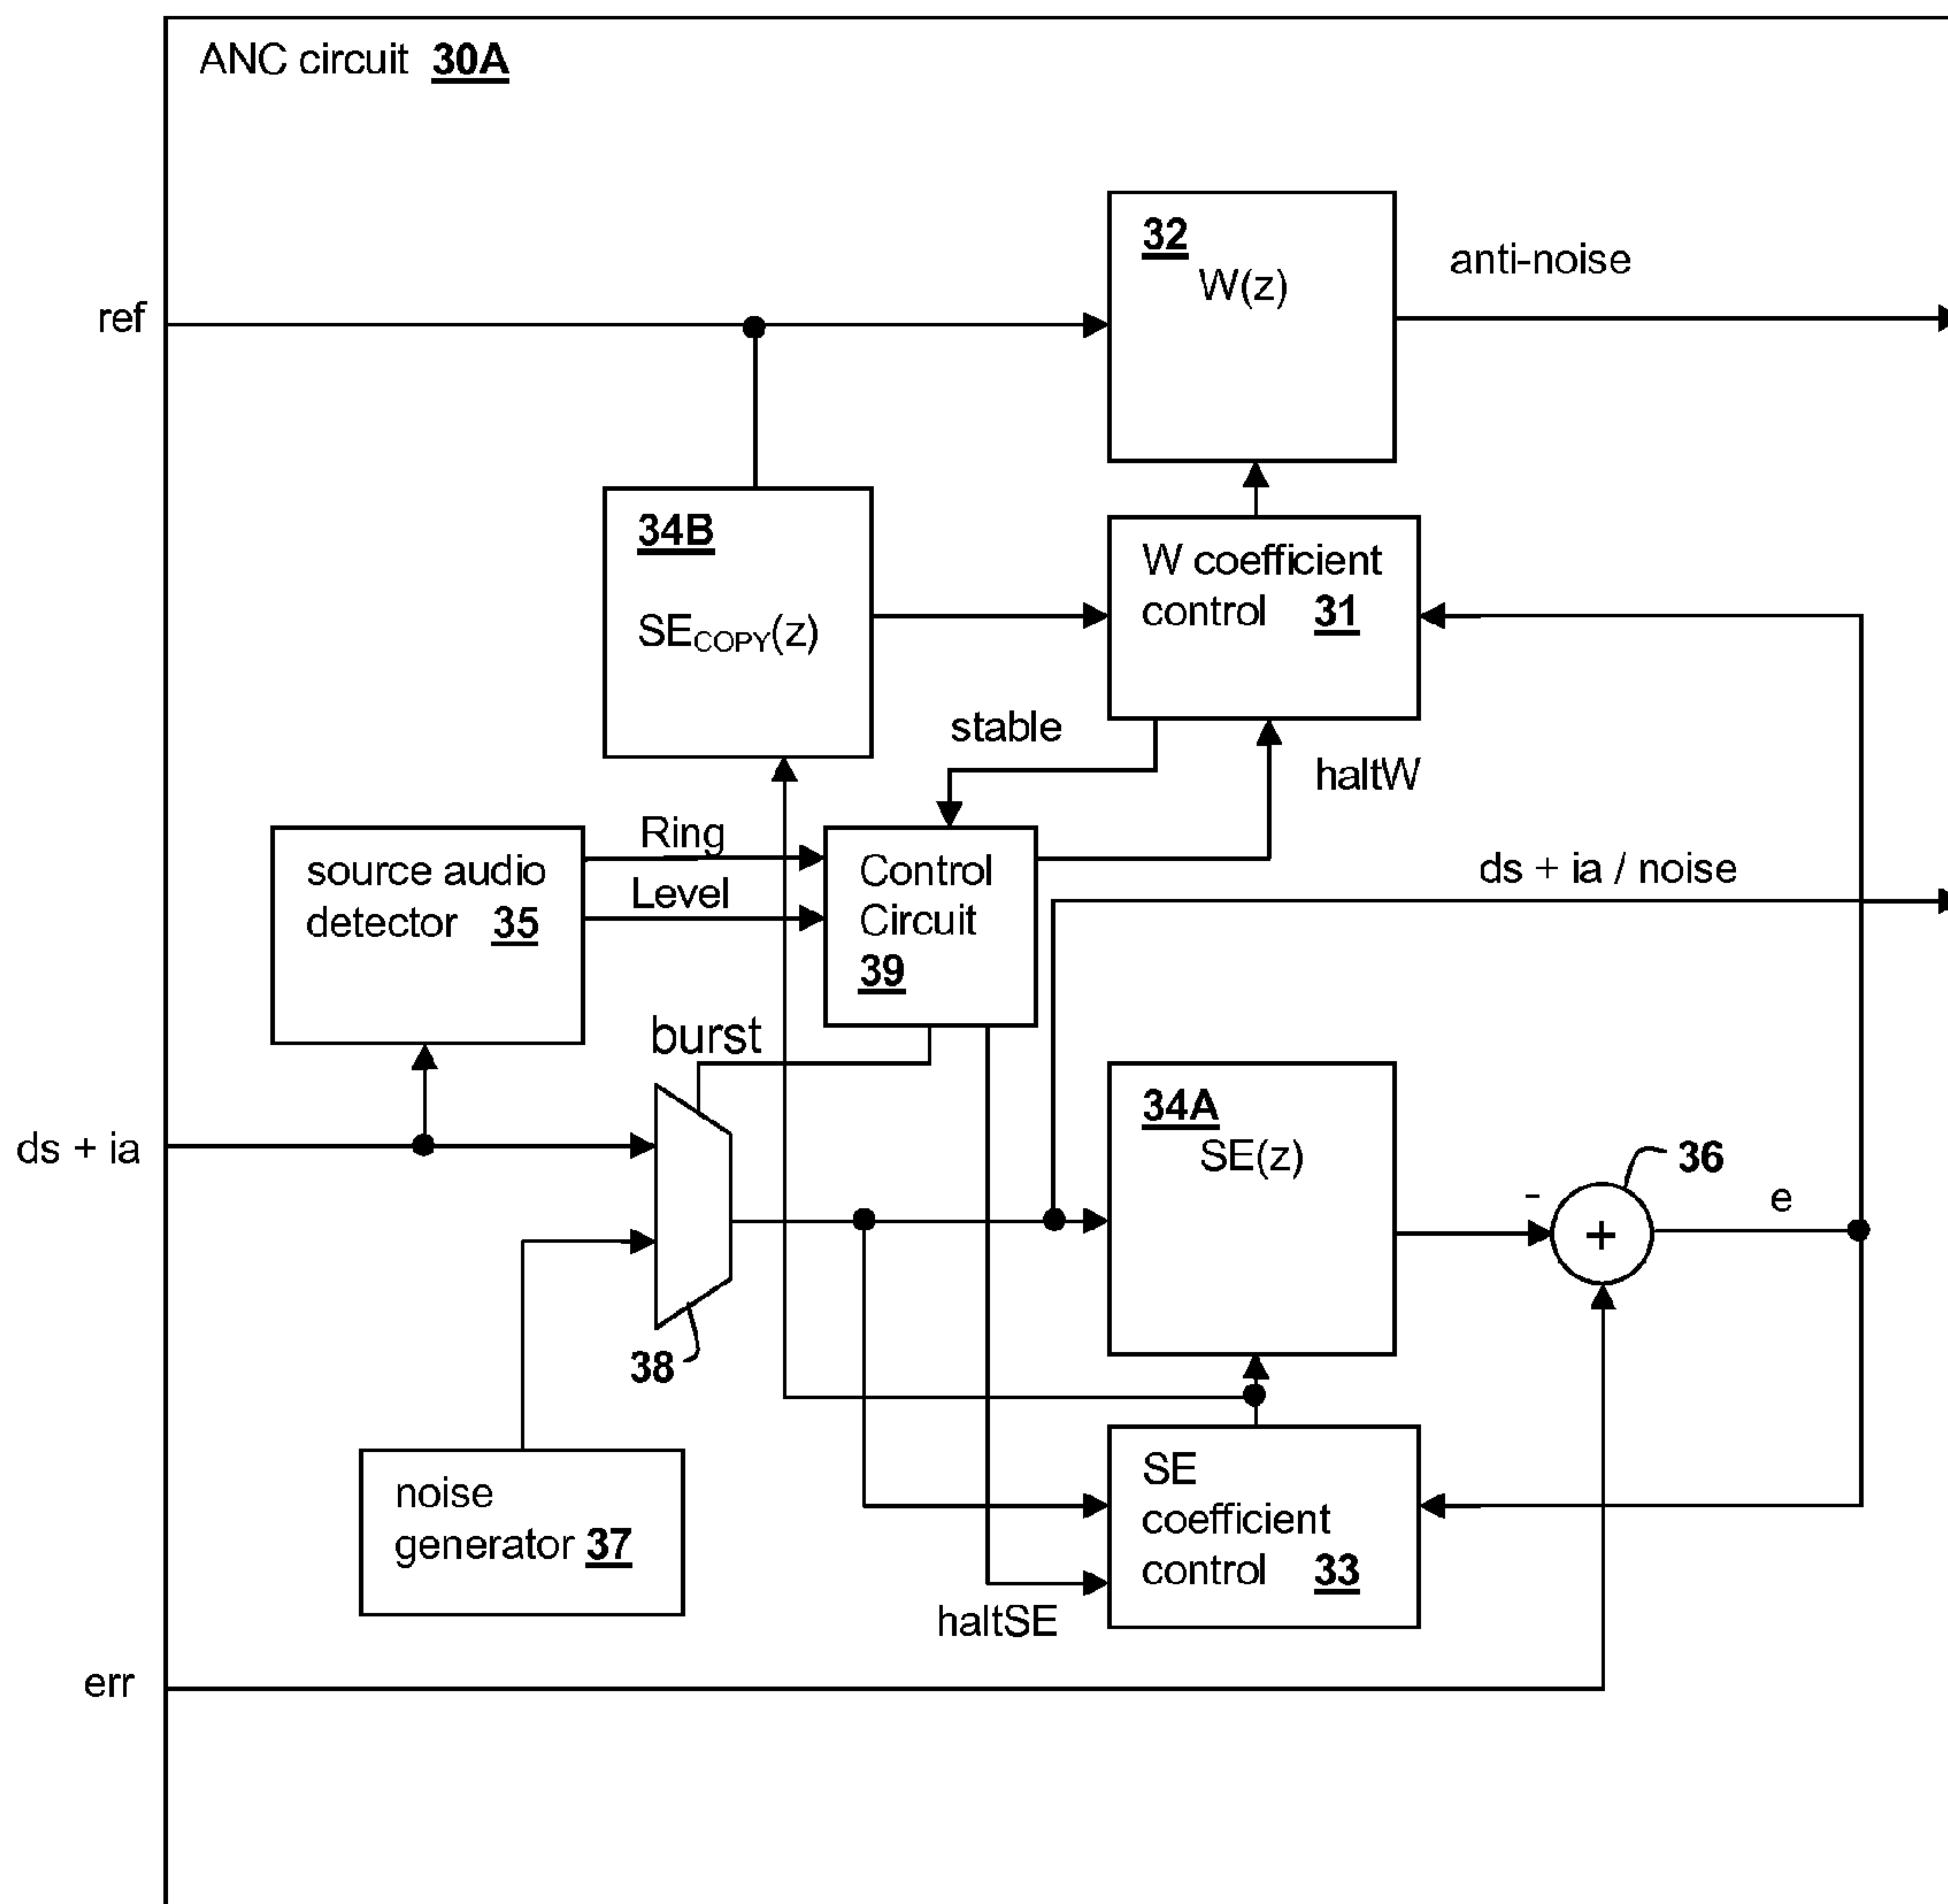 ANC circuit 30A
32
W(z)
anti-noise
ref
34B
SECOPY(z)
W coefficient
control 31
stable
haltW
Ring
Level
source audio
detector 35
Control
Circuit
39
ds + ia / noise
burst
34A
SE(z)
ds + ia
-
36
e
+
38
noise
generator 37
SE
coefficient
control 33
haltSE
err